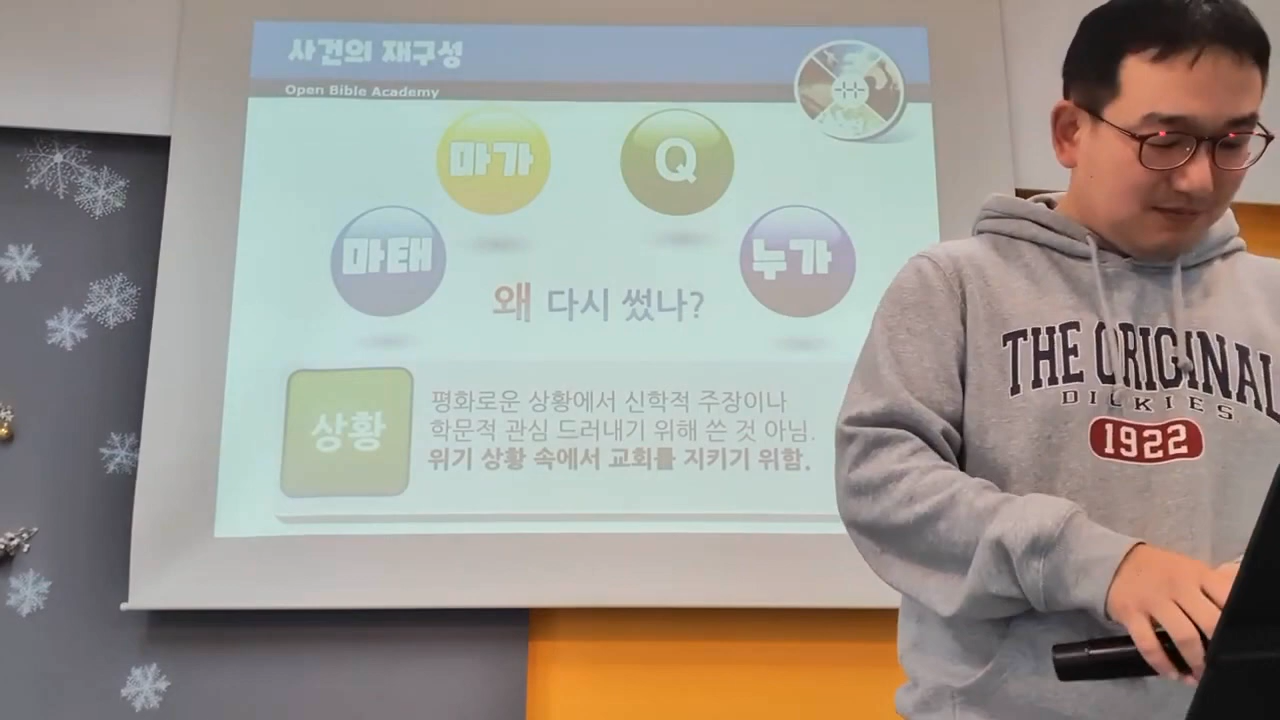 사건의 재구성
Open Bible Academy
마가
Q
마태
누가
왜 다시 썼나?
상황
평화로운 상황에서 신학적 주장이나
학문적 관심 드러내기 위해 쓴 것 아님.
위기 상황 속에서 교회를 지키기 위함.
THE ORIGINAL
DICKIES
1922